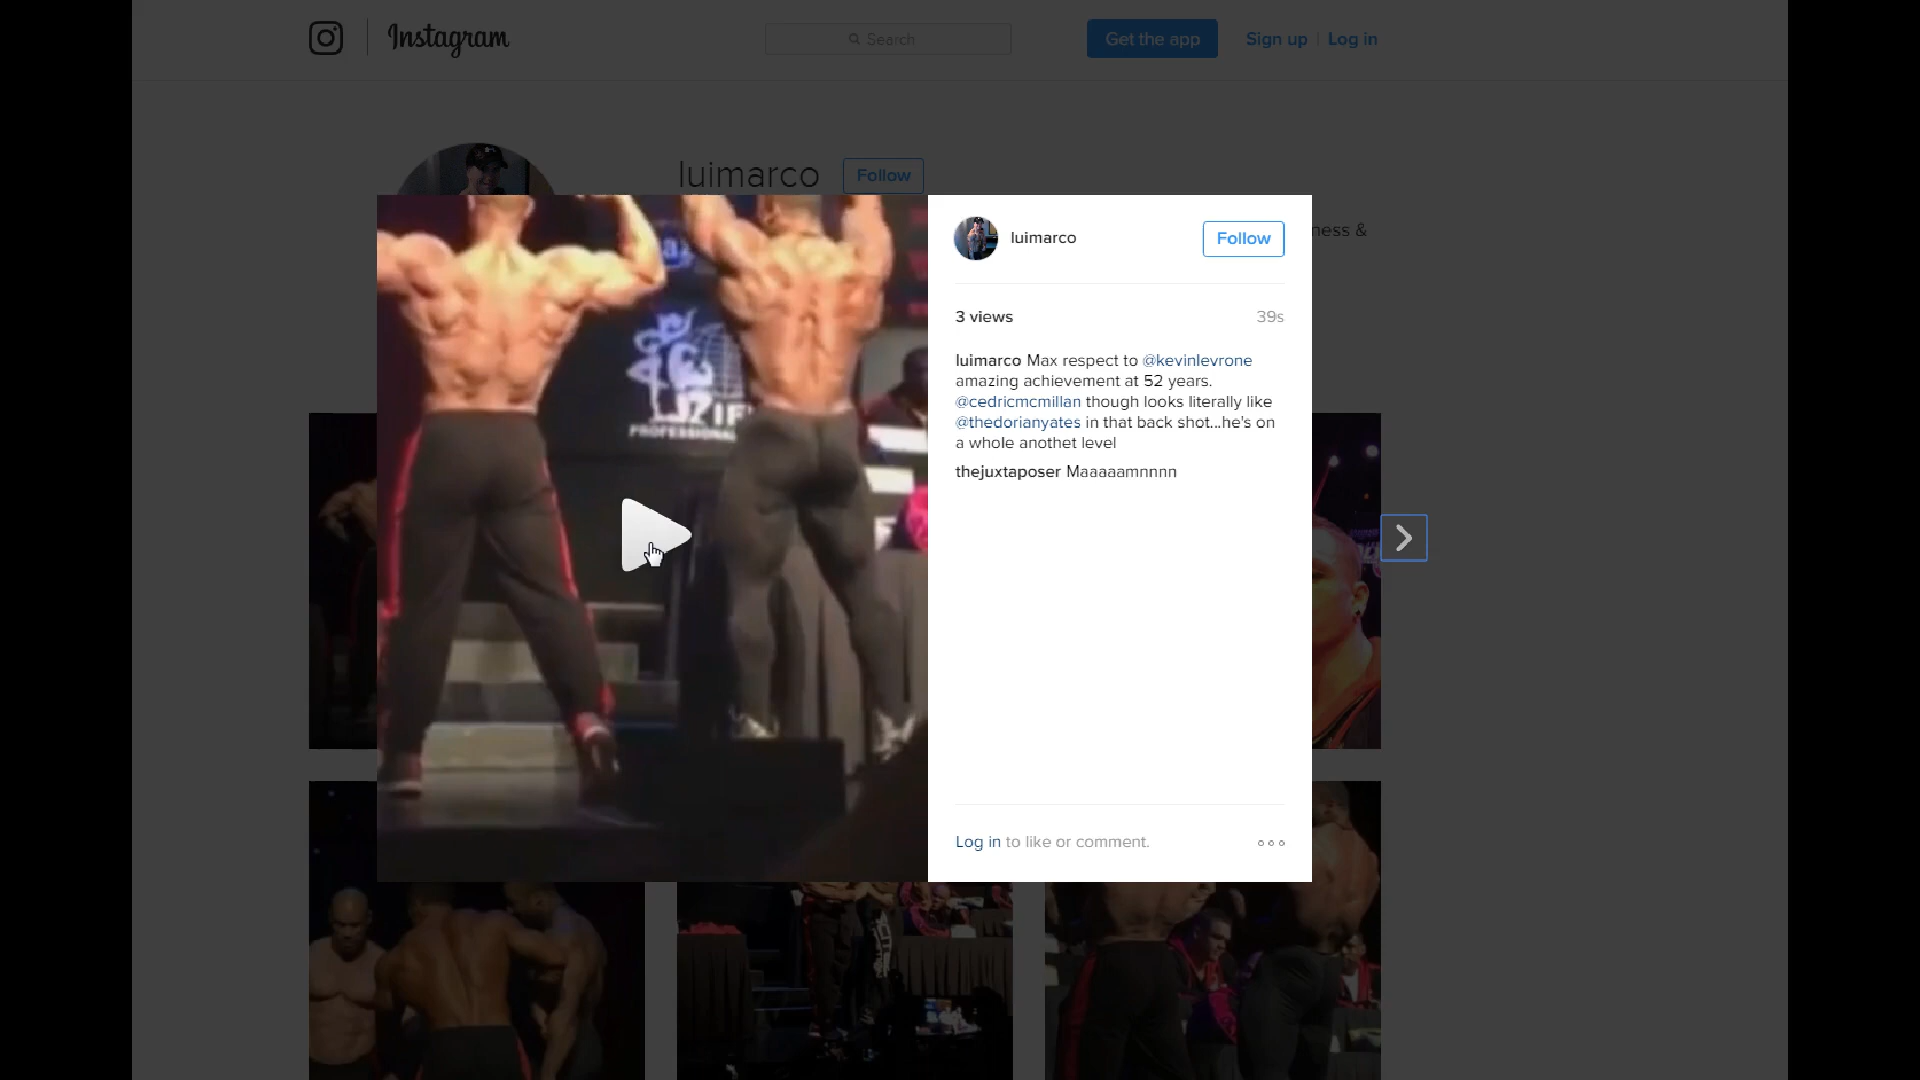 Instagram
Search
Get the app
Sign up | Log in
luimarco
Follow
ness &
luimarco
Follow
3 views
39s
luimarco Max respect to @kevinlevrone
amazing achievement at 52 years.
@cedricmcmillan though looks literally like
@thedorianyates in that back shot...he's on
a whole anothet level
thejuxtaposer Maaaaamnnnn
PROFESSIONAL
Log in to like or comment.